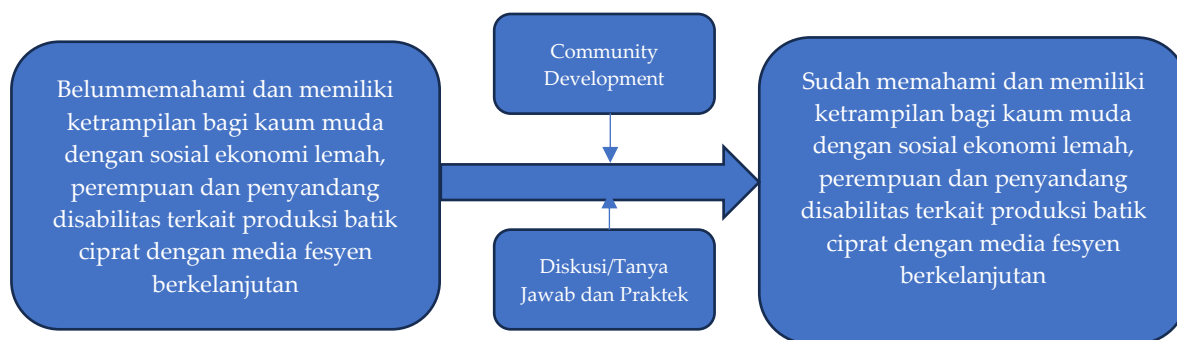 Belummemahami dan memiliki
ketrampilan bagi kaum muda
dengan sosial ekonomi lemah,
perempuan dan penyandang
disabilitas terkait produksi batik
ciprat dengan media fesyen
berkelanjutan
Community
Development
Diskusi/Tanya
Jawab dan Praktek
Sudah memahami dan memiliki
ketrampilan bagi kaum muda
dengan sosial ekonomi lemah,
perempuan dan penyandang
disabilitas terkait produksi batik
ciprat dengan media fesyen
berkelanjutan